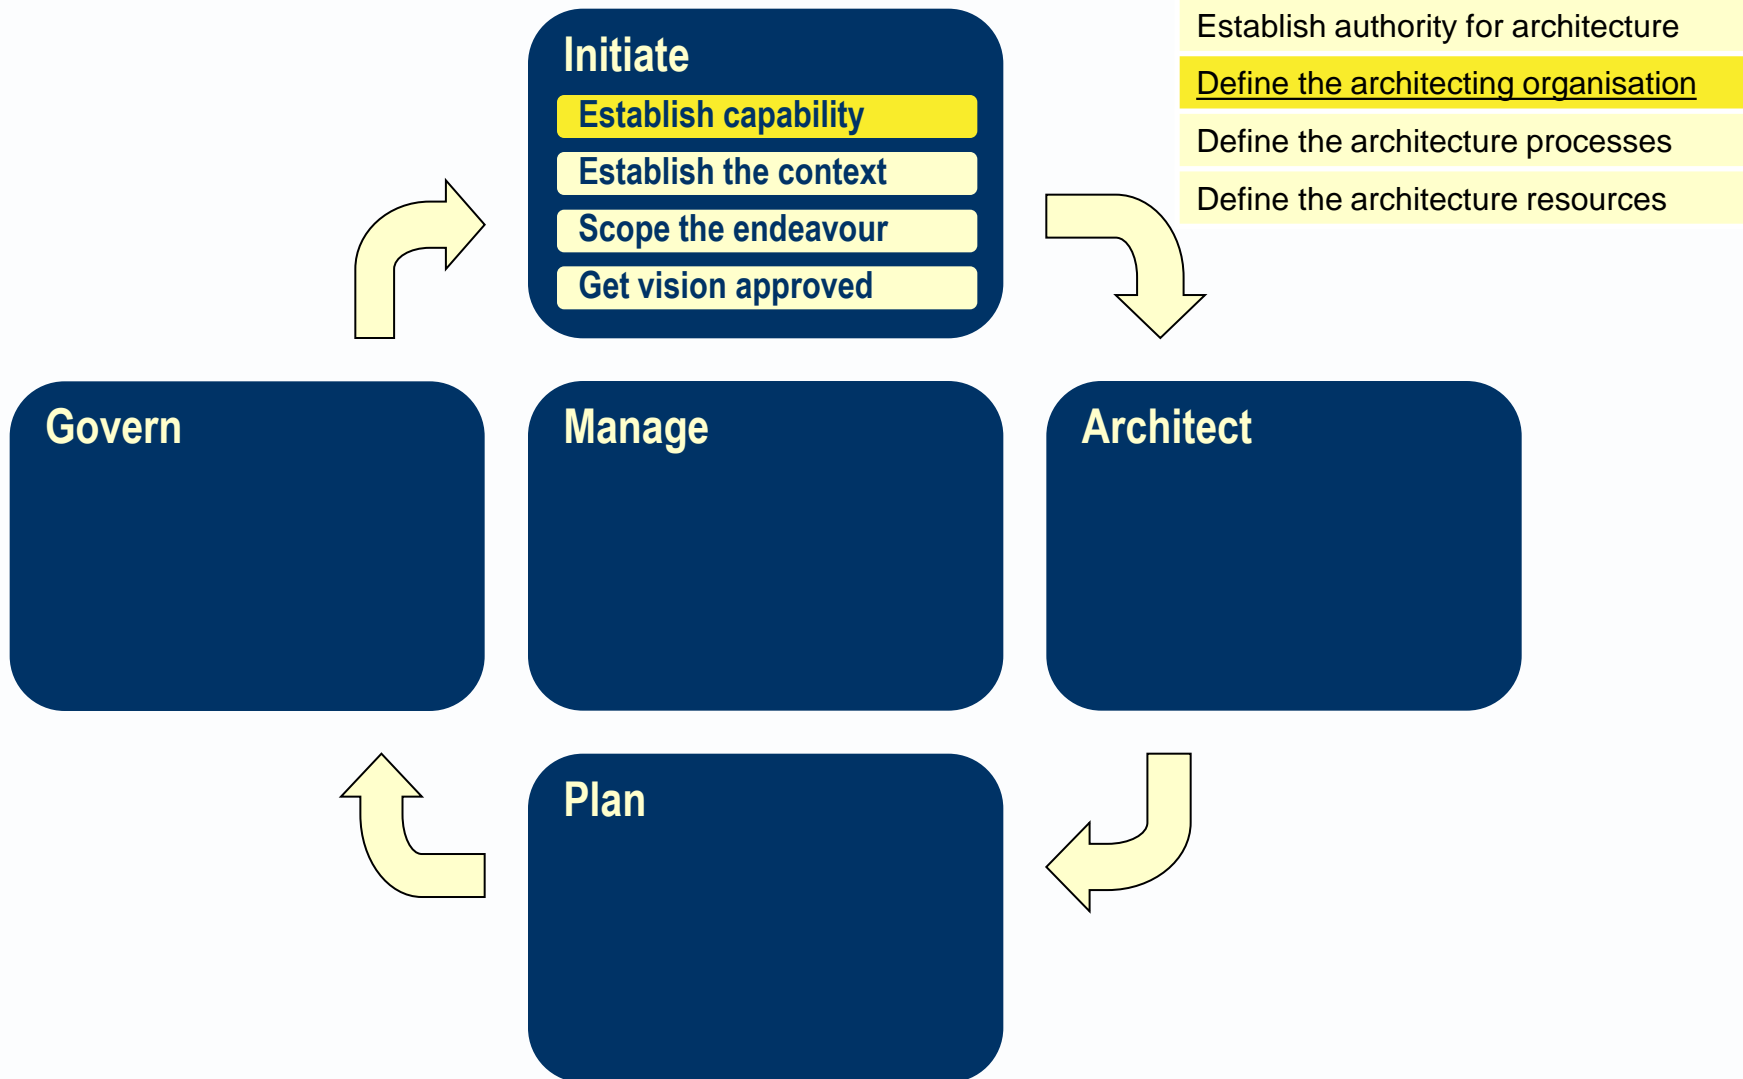 Initiate
Establish capability
Establish the context
Scope the endeavour
Get vision approved
Establish authority for architecture
Define the architecting organisation
Define the architecture processes
Define the architecture resources
Govern
Manage
Architect
Plan